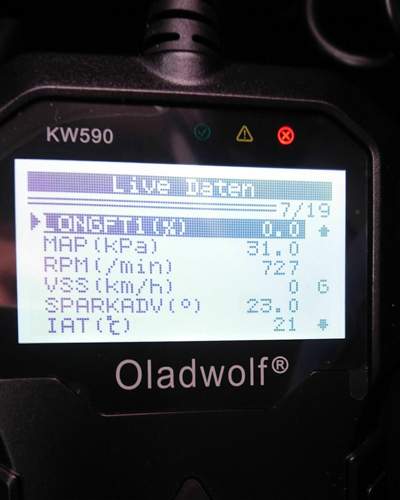 KW590
Live Daten
7/19
LONGFT1(%) 0.0
MAP(kPa) 31.0
RPM(/min) 727
VSS(km/h) 0 G
SPARKADV(°) 23.0
IAT(℃) 21
Oladwolf®